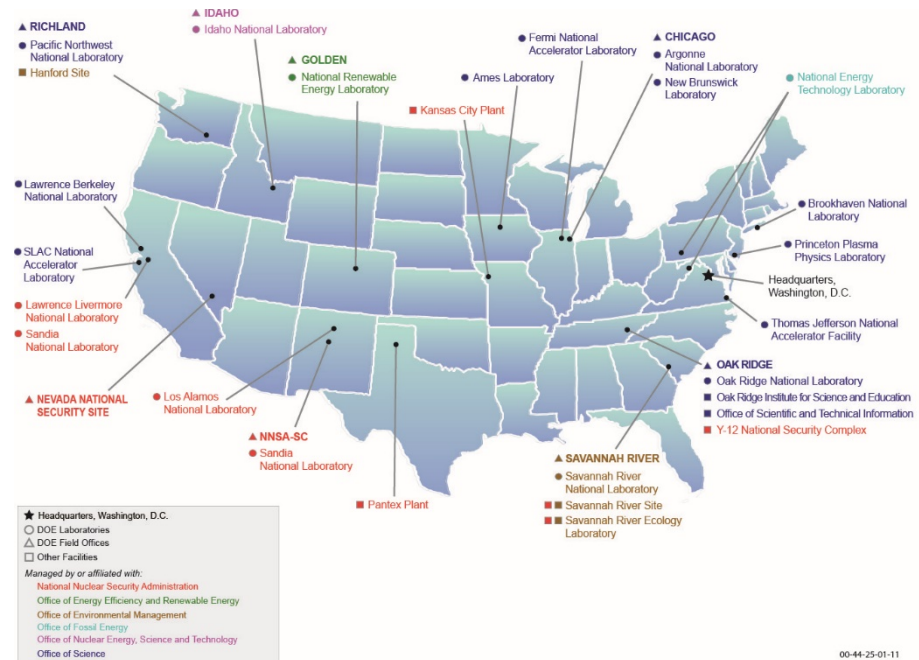 RICHLAND
Pacific Northwest
National Laboratory
Hanford Site
IDAHO
Idaho National Laboratory
GOLDEN
National Renewable
Energy Laboratory
Kansas City Plant
Ames Laboratory
Fermi National
Accelerator Laboratory
CHICAGO
Argonne
National Laboratory
New Brunswick
Laboratory
National Energy
Technology Laboratory
Lawrence Berkeley
National Laboratory
SLAC National
Accelerator
Laboratory
Lawrence Livermore
National Laboratory
Sandia
National Laboratory
NEVADA NATIONAL
SECURITY SITE
Los Alamos
National Laboratory
NNSA-SC
Sandia
National Laboratory
Pantex Plant
Brookhaven National
Laboratory
Princeton Plasma
Physics Laboratory
Headquarters,
Washington, D.C.
Thomas Jefferson National
Accelerator Facility
OAK RIDGE
Oak Ridge National Laboratory
Oak Ridge Institute for Science and Education
Office of Scientific and Technical Information
Y-12 National Security Complex
SAVANNAH RIVER
Savannah River
National Laboratory
Savannah River Site
Savannah River Ecology
Laboratory
Headquarters, Washington, D.C.
DOE Laboratories
DOE Field Offices
Other Facilities
Managed by or affiliated with:
National Nuclear Security Administration
Office of Energy Efficiency and Renewable Energy
Office of Environmental Management
Office of Fossil Energy
Office of Nuclear Energy, Science and Technology
Office of Science
00-44-25-01-11